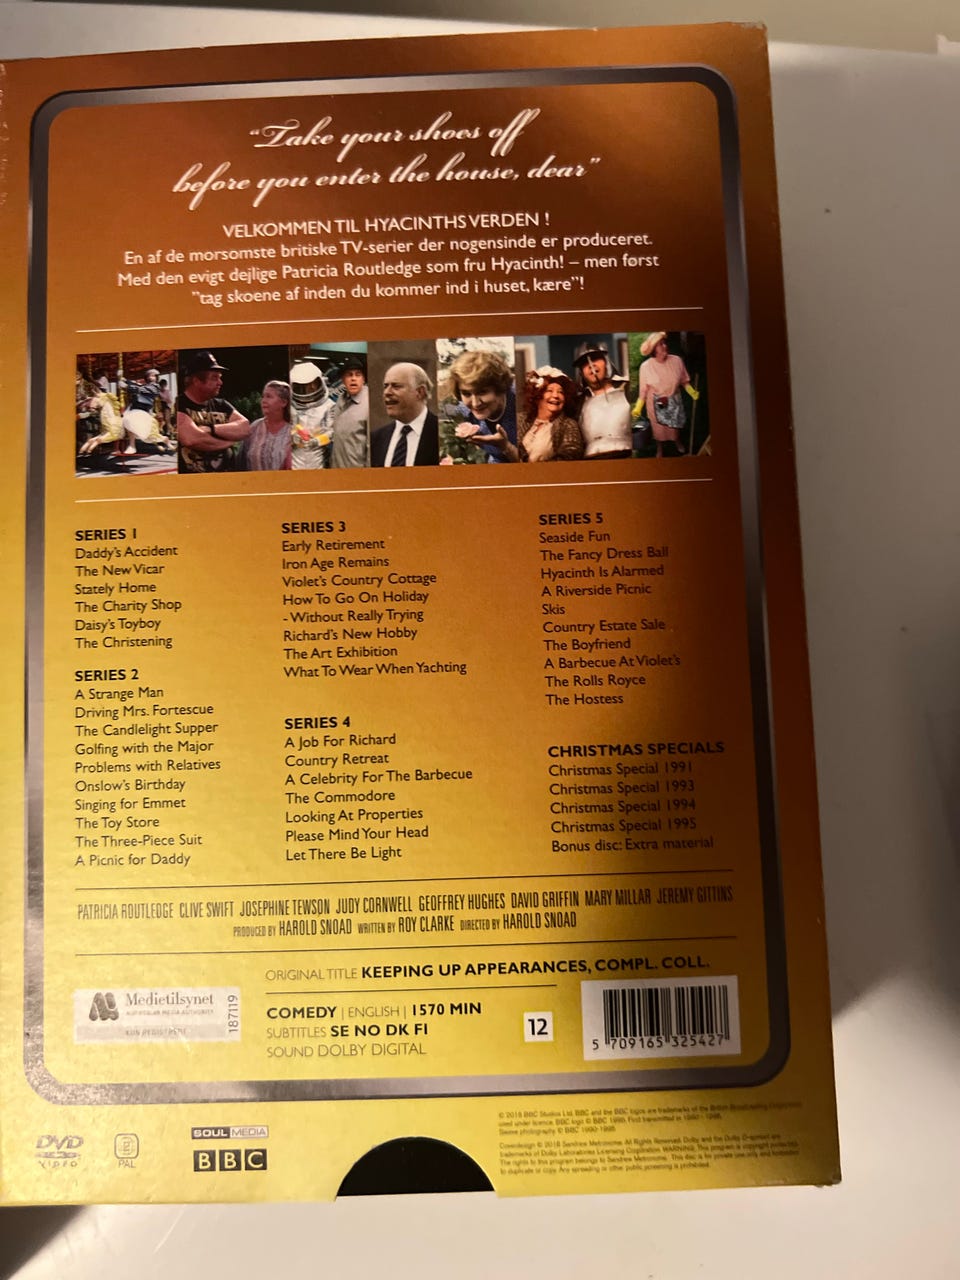 “Take your shoes off
before you enter the house, dear”
VELKOMMEN TIL HYACINTHS VERDEN !
En af de morsomste britiske TV-serier der nogensinde er produceret.
Med den evigt dejlige Patricia Routledge som fru Hyacinth! – men først
”tag skoene af inden du kommer ind i huset, kære”!
SERIES 1
Daddy's Accident
The New Vicar
Stately Home
The Charity Shop
Daisy's Toyboy
The Christening
SERIES 2
A Strange Man
Driving Mrs. Fortescue
The Candlelight Supper
Golfing with the Major
Problems with Relatives
Onslow's Birthday
Singing for Emmet
The Toy Store
The Three-Piece Suit
A Picnic for Daddy
SERIES 3
Early Retirement
Iron Age Remains
Violet's Country Cottage
How To Go On Holiday
- Without Really Trying
Richard's New Hobby
The Art Exhibition
What To Wear When Yachting
SERIES 4
A Job For Richard
Country Retreat
A Celebrity For The Barbecue
The Commodore
Looking At Properties
Please Mind Your Head
Let There Be Light
SERIES 5
Seaside Fun
The Fancy Dress Ball
Hyacinth Is Alarmed
A Riverside Picnic
Skis
Country Estate Sale
The Boyfriend
A Barbecue At Violet's
The Rolls Royce
The Hostess
CHRISTMAS SPECIALS
Christmas Special 1991
Christmas Special 1993
Christmas Special 1994
Christmas Special 1995
Bonus disc: Extra material
PATRICIA ROUTLEDGE CLIVE SWIFT JOSEPHINE TEWSON JUDY CORNWELL GEOFFREY HUGHES DAVID GRIFFIN MARY MILLAR JEREMY GITTINS
PRODUCED BY HAROLD SNOAD WRITTEN BY ROY CLARKE DIRECTED BY HAROLD SNOAD
ORIGINAL TITLE KEEPING UP APPEARANCES, COMPL. COLL.
Medietilsynet
NORWEGIAN MEDIA AUTHORITY
KUN REGISTRERT
187119
COMEDY | ENGLISH | 1570 MIN
SUBTITLES SE NO DK FI
SOUND DOLBY DIGITAL
12
5 709165 325427
DVD
VIDEO
2
PAL
SOUL MEDIA
BBC